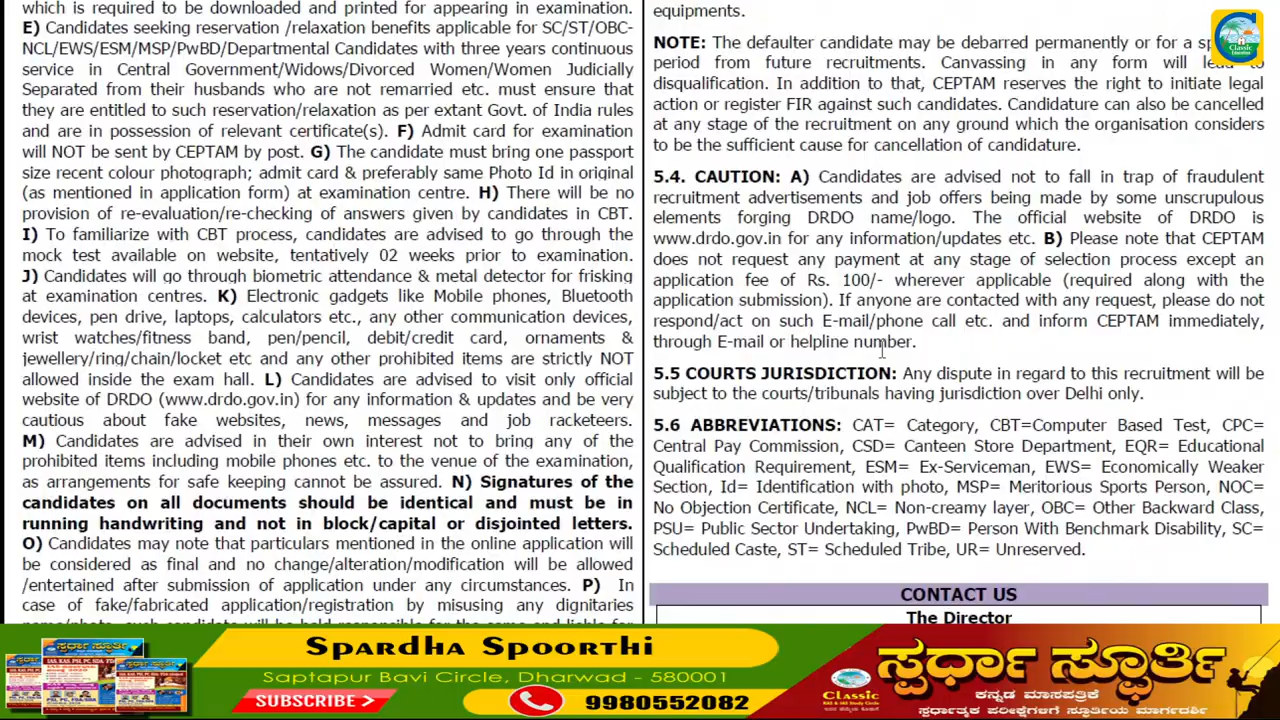 which is required to be downloaded and printed for appearing in examination.
E) Candidates seeking reservation /relaxation benefits applicable for SC/ST/OBC-
NCL/EWS/ESM/MSP/PwBD/Departmental Candidates with three years continuous
service in Central Government/Widows/Divorced Women/Women Judicially
Separated from their husbands who are not remarried etc. must ensure that
they are entitled to such reservation/relaxation as per extant Govt. of India rules
and are in possession of relevant certificate(s). F) Admit card for examination
will NOT be sent by CEPTAM by post. G) The candidate must bring one passport
size recent colour photograph; admit card & preferably same Photo Id in original
(as mentioned in application form) at examination centre. H) There will be no
provision of re-evaluation/re-checking of answers given by candidates in CBT.
I) To familiarize with CBT process, candidates are advised to go through the
mock test available on website, tentatively 02 weeks prior to examination.
J) Candidates will go through biometric attendance & metal detector for frisking
at examination centres. K) Electronic gadgets like Mobile phones, Bluetooth
devices, pen drive, laptops, calculators etc., any other communication devices,
wrist watches/fitness band, pen/pencil, debit/credit card, ornaments &
jewellery/ring/chain/locket etc and any other prohibited items are strictly NOT
allowed inside the exam hall. L) Candidates are advised to visit only official
website of DRDO (www.drdo.gov.in) for any information & updates and be very
cautious about fake websites, news, messages and job racketeers.
M) Candidates are advised in their own interest not to bring any of the
prohibited items including mobile phones etc. to the venue of the examination,
as arrangements for safe keeping cannot be assured. N) Signatures of the
candidates on all documents should be identical and must be in
running handwriting and not in block/capital or disjointed letters.
O) Candidates may note that particulars mentioned in the online application will
be considered as final and no change/alteration/modification will be allowed
/entertained after submission of application under any circumstances. P) In
case of fake/fabricated application/registration by misusing any dignitaries
equipments.
NOTE: The defaulter candidate may be debarred permanently or for a
period from future recruitments. Canvassing in any form will lead to
disqualification. In addition to that, CEPTAM reserves the right to initiate legal
action or register FIR against such candidates. Candidature can also be cancelled
at any stage of the recruitment on any ground which the organisation considers
to be the sufficient cause for cancellation of candidature.
5.4. CAUTION: A) Candidates are advised not to fall in trap of fraudulent
recruitment advertisements and job offers being made by some unscrupulous
elements forging DRDO name/logo. The official website of DRDO is
www.drdo.gov.in for any information/updates etc. B) Please note that CEPTAM
does not request any payment at any stage of selection process except an
application fee of Rs. 100/- wherever applicable (required along with the
application submission). If anyone are contacted with any request, please do not
respond/act on such E-mail/phone call etc. and inform CEPTAM immediately,
through E-mail or helpline number.
5.5 COURTS JURISDICTION: Any dispute in regard to this recruitment will be
subject to the courts/tribunals having jurisdiction over Delhi only.
5.6 ABBREVIATIONS: CAT= Category, CBT=Computer Based Test, CPC=
Central Pay Commission, CSD= Canteen Store Department, EQR= Educational
Qualification Requirement, ESM= Ex-Serviceman, EWS= Economically Weaker
Section, Id= Identification with photo, MSP= Meritorious Sports Person, NOC=
No Objection Certificate, NCL= Non-creamy layer, OBC= Other Backward Class,
PSU= Public Sector Undertaking, PwBD= Person With Benchmark Disability, SC=
Scheduled Caste, ST= Scheduled Tribe, UR= Unreserved.
CONTACT US
The Director
Classic
Spardha Spoorthi
Saptapur Bavi Circle, Dharwad - 580001
SUBSCRIBE >
9980552082
Classic
ಸ್ಪರ್ಧಾ ಸ್ಫೂರ್ತಿ
ಕನ್ನಡ ಮಾಸಪತ್ರಿಕೆ
ಸ್ಪರ್ಧಾತ್ಮಕ ಪರೀಕ್ಷೆಗಳಿಗೆ ಸ್ಫೂರ್ತಿಯ ಮಾರ್ಗದರ್ಶಿ